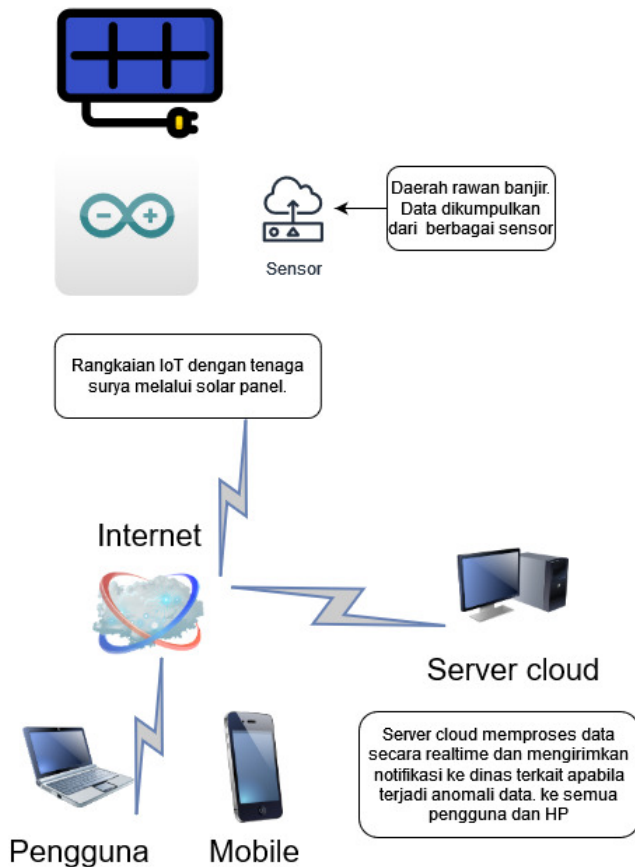 Daerah rawan banjir.
Data dikumpulkan
dari berbagai sensor
Sensor
Rangkaian IoT dengan tenaga
surya melalui solar panel.
Internet
Server cloud
Server cloud memproses data
secara realtime dan mengirimkan
notifikasi ke dinas terkait apabila
terjadi anomali data. ke semua
pengguna dan HP
Pengguna
Mobile